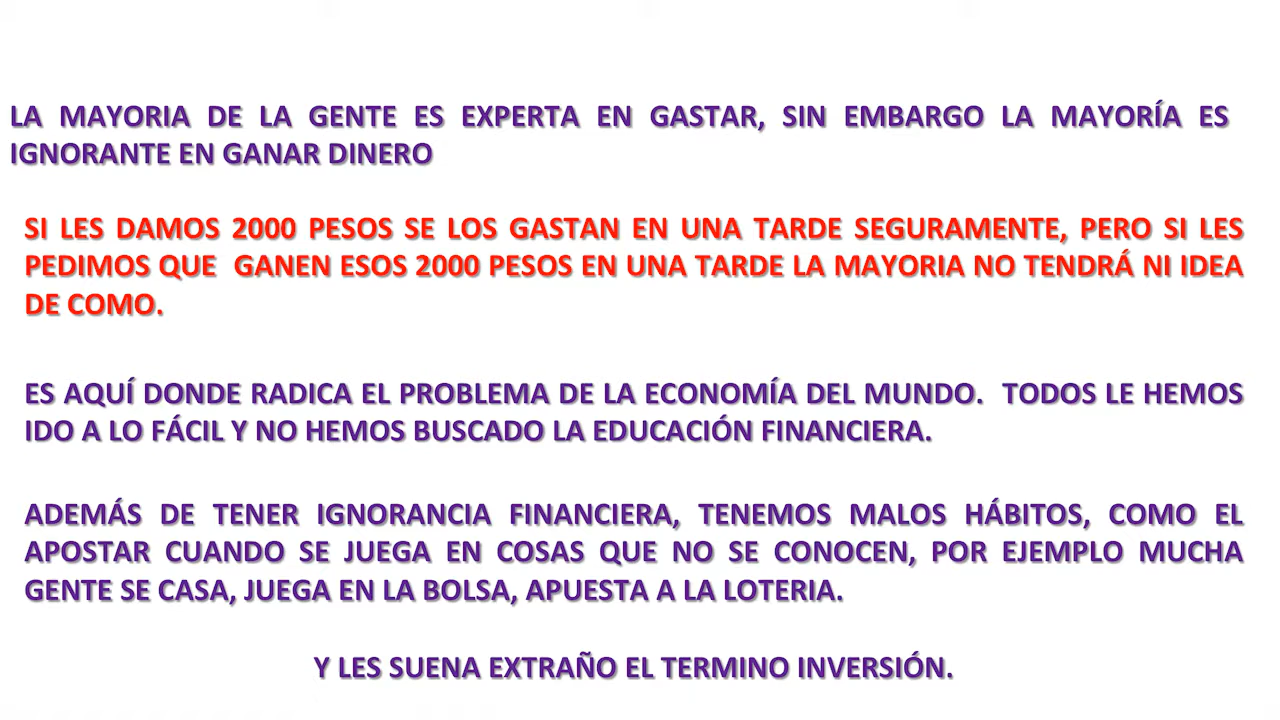 LA MAYORIA DE LA GENTE ES EXPERTA EN GASTAR, SIN EMBARGO LA MAYORÍA ES
IGNORANTE EN GANAR DINERO
SI LES DAMOS 2000 PESOS SE LOS GASTAN EN UNA TARDE SEGURAMENTE, PERO SI LES
PEDIMOS QUE GANEN ESOS 2000 PESOS EN UNA TARDE LA MAYORIA NO TENDRÁ NI IDEA
DE COMO.
ES AQUÍ DONDE RADICA EL PROBLEMA DE LA ECONOMÍA DEL MUNDO. TODOS LE HEMOS
IDO A LO FÁCIL Y NO HEMOS BUSCADO LA EDUCACIÓN FINANCIERA.
ADEMÁS DE TENER IGNORANCIA FINANCIERA, TENEMOS MALOS HÁBITOS, COMO EL
APOSTAR CUANDO SE JUEGA EN COSAS QUE NO SE CONOCEN, POR EJEMPLO MUCHA
GENTE SE CASA, JUEGA EN LA BOLSA, APUESTA A LA LOTERIA.
Y LES SUENA EXTRAÑO EL TERMINO INVERSIÓN.